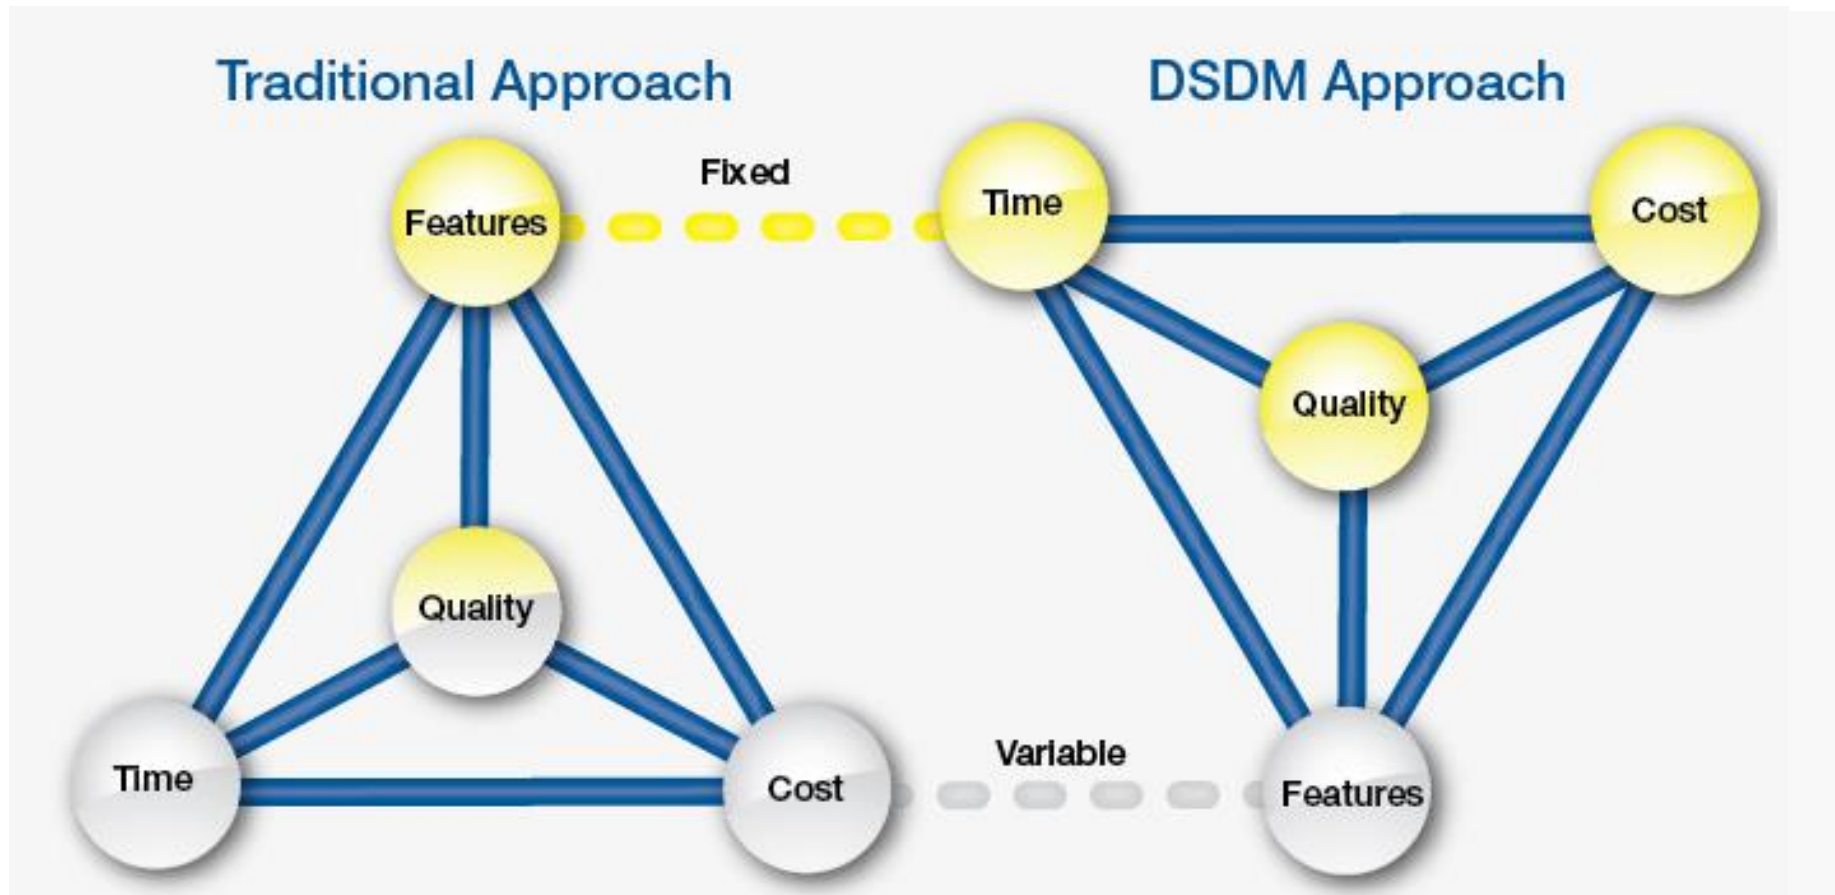 Traditional Approach
DSDM Approach
Fixed
Features
Time
Cost
Quality
Quality
Variable
Time
Cost
Features